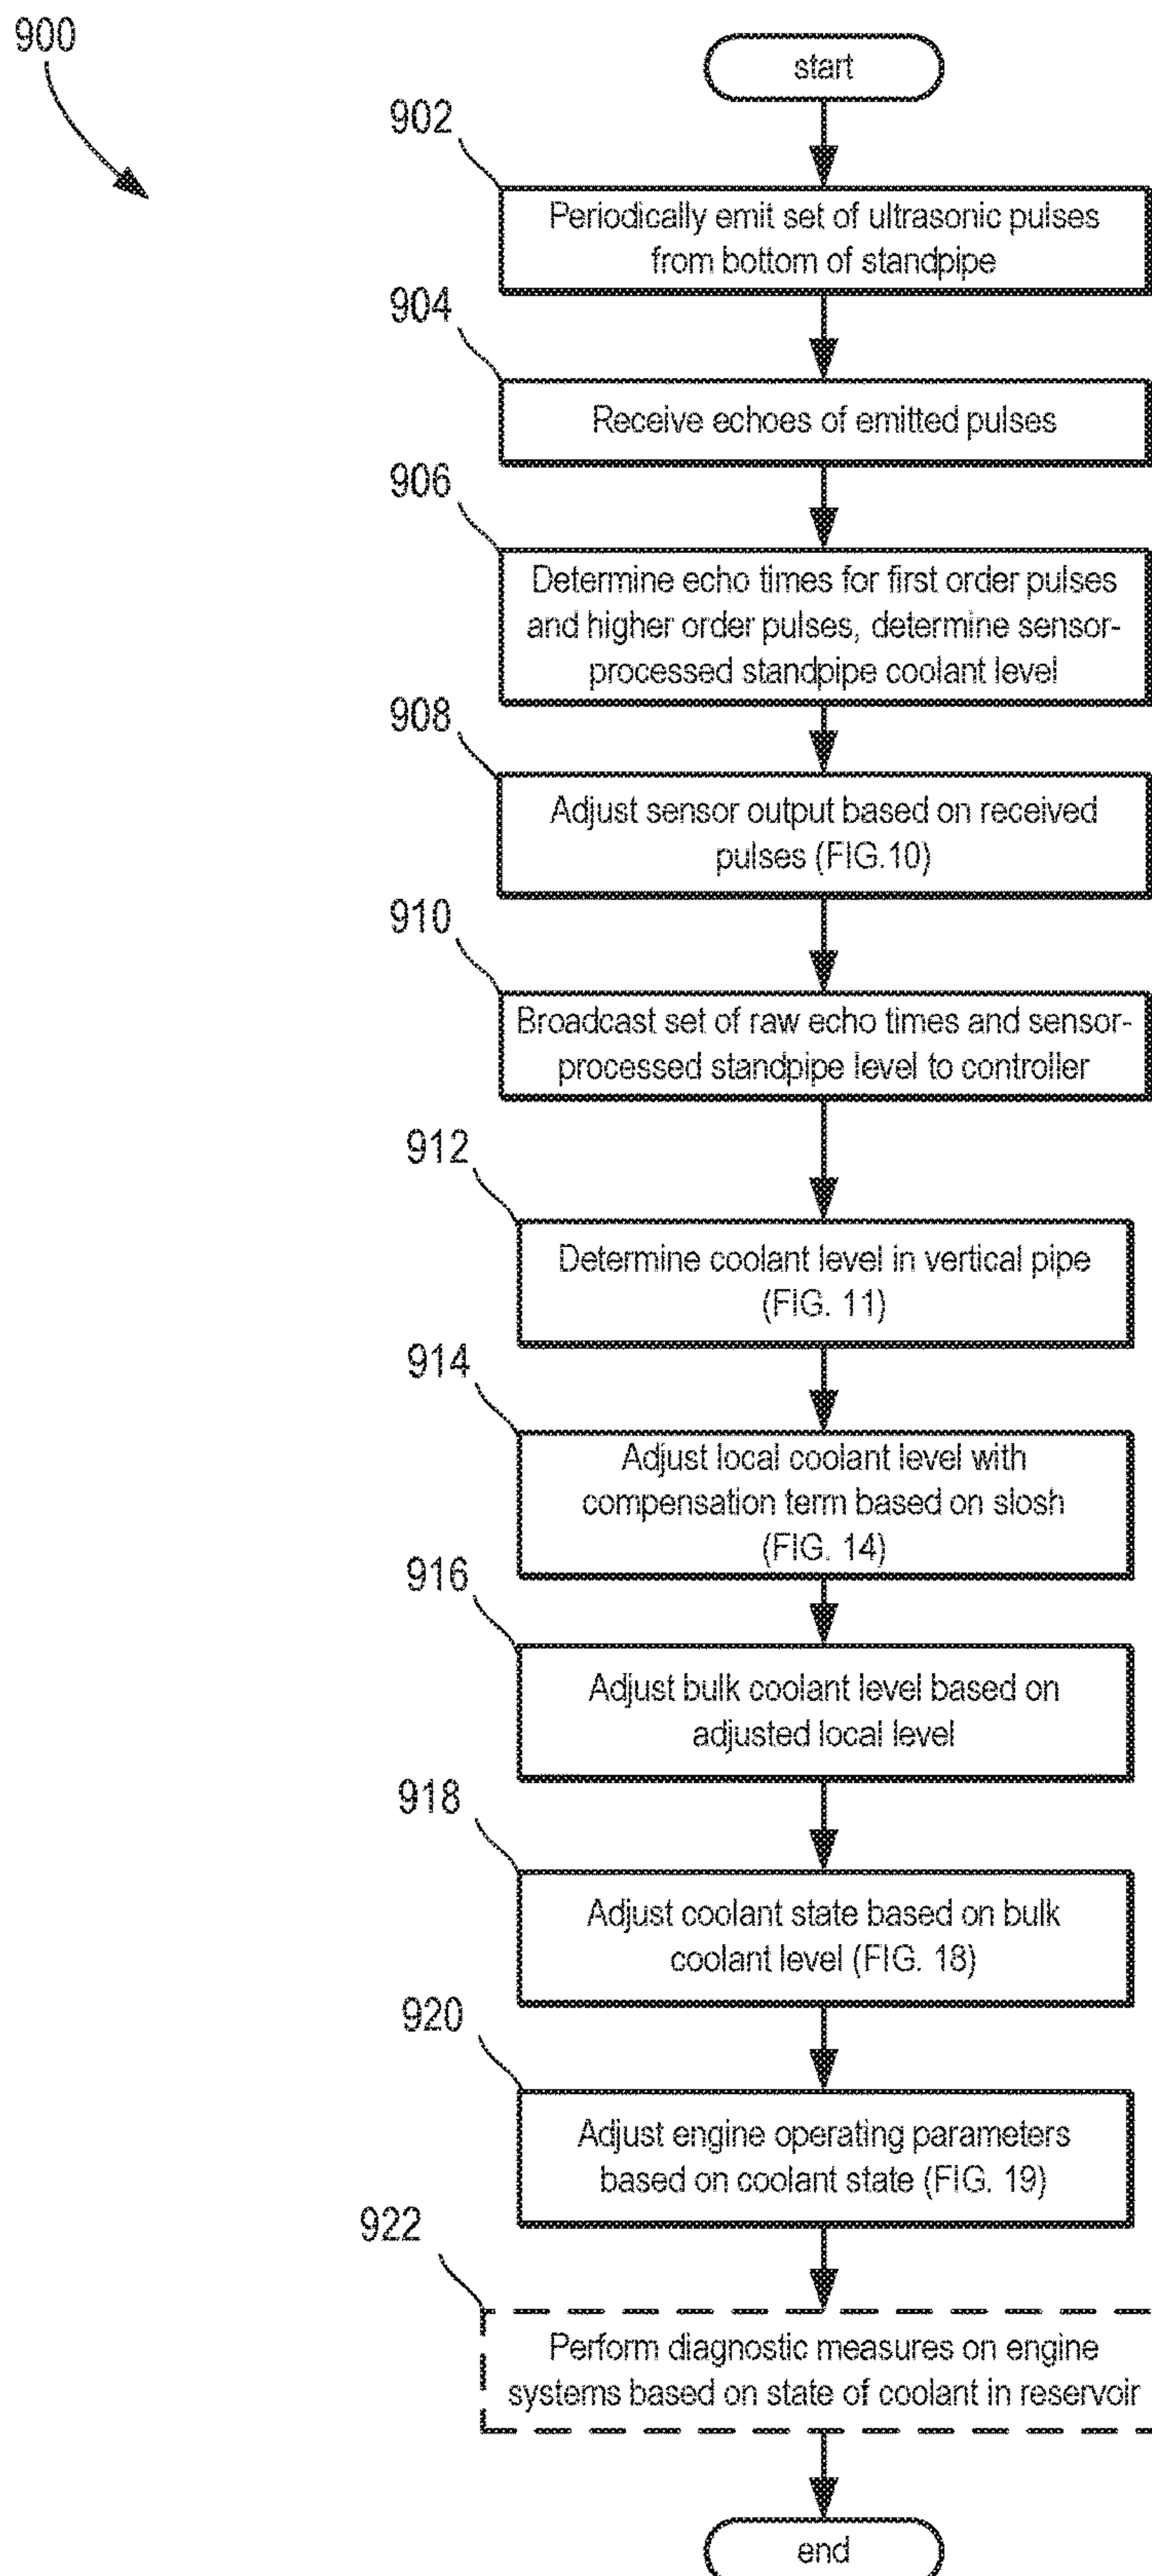 900
start
902
Periodically emit set of ultrasonic pulses
from bottom of standpipe
904
Receive echoes of emitted pulses
906
Determine echo times for first order pulses
and higher order pulses, determine sensor-
processed standpipe coolant level
908
Adjust sensor output based on received
pulses (FIG.10)
910
Broadcast set of raw echo times and sensor-
processed standpipe level to controller
912
Determine coolant level in vertical pipe
(FIG. 11)
914
Adjust local coolant level with
compensation term based on slosh
(FIG. 14)
916
Adjust bulk coolant level based on
adjusted local level
918
Adjust coolant state based on bulk
coolant level (FIG. 18)
920
Adjust engine operating parameters
based on coolant state (FIG. 19)
922
Perform diagnostic measures on engine
systems based on state of coolant in reservoir
end